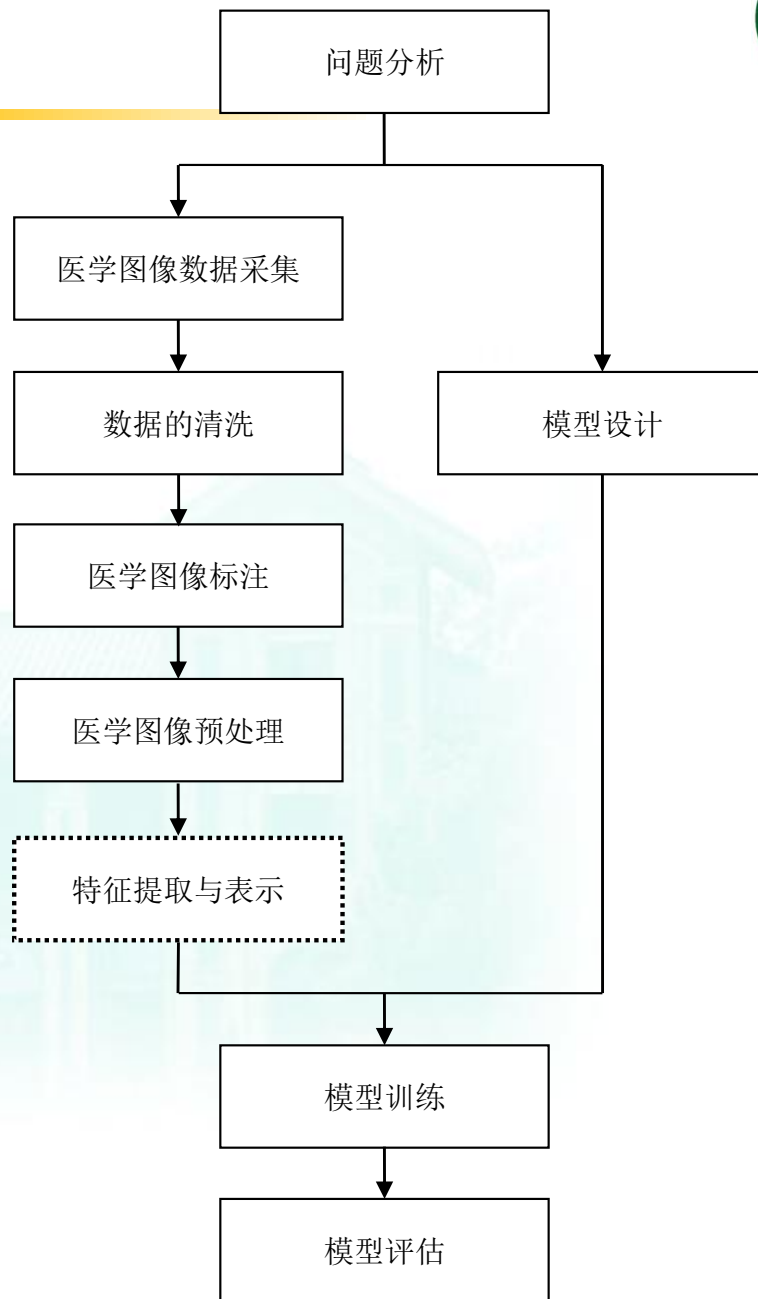 问题分析
医学图像数据采集
数据的清洗
模型设计
医学图像标注
医学图像预处理
特征提取与表示
模型训练
模型评估